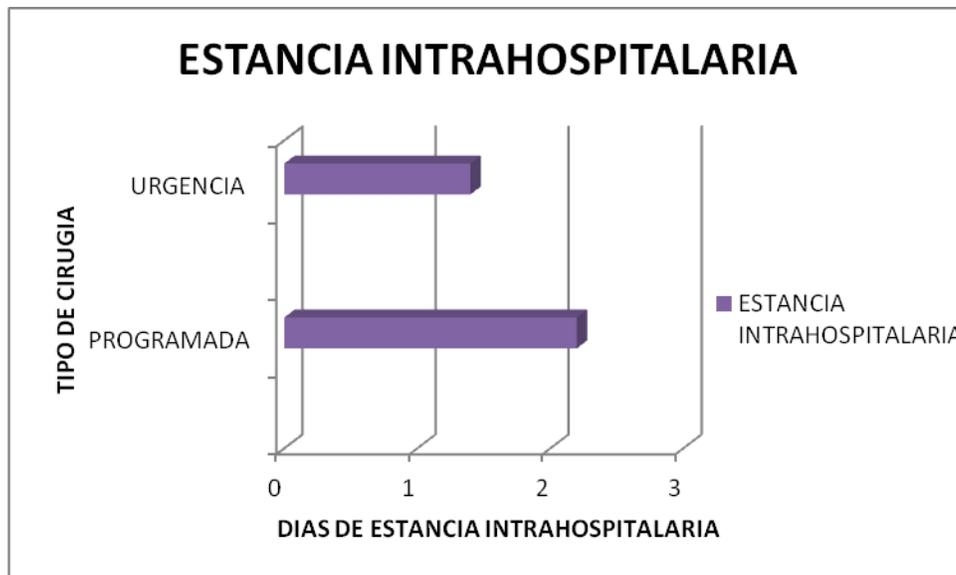 ESTANCIA INTRAHOSPITALARIA
URGENCIA
PROGRAMADA
TIPO DE CIRUGIA
0 1 2 3
DIAS DE ESTANCIA INTRAHOSPITALARIA
ESTANCIA
INTRAHOSPITALARIA